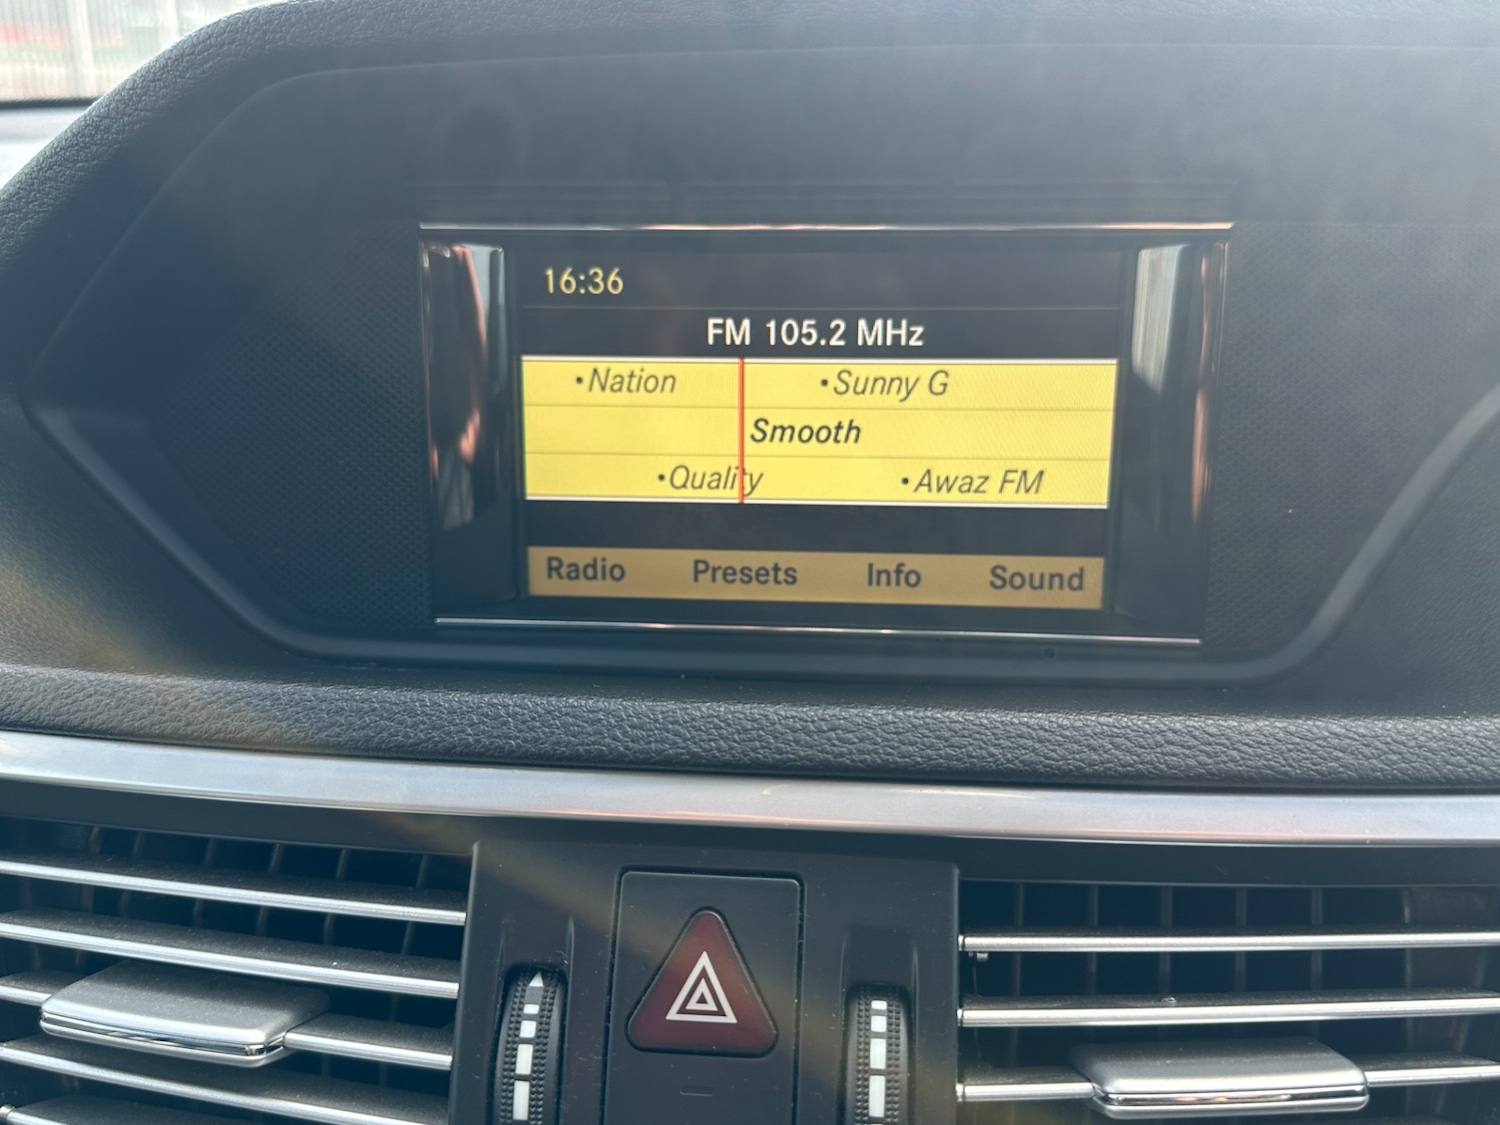 16:36
FM 105.2 MHz
•Nation •Sunny G
Smooth
•Quality •Awaz FM
Radio Presets Info Sound